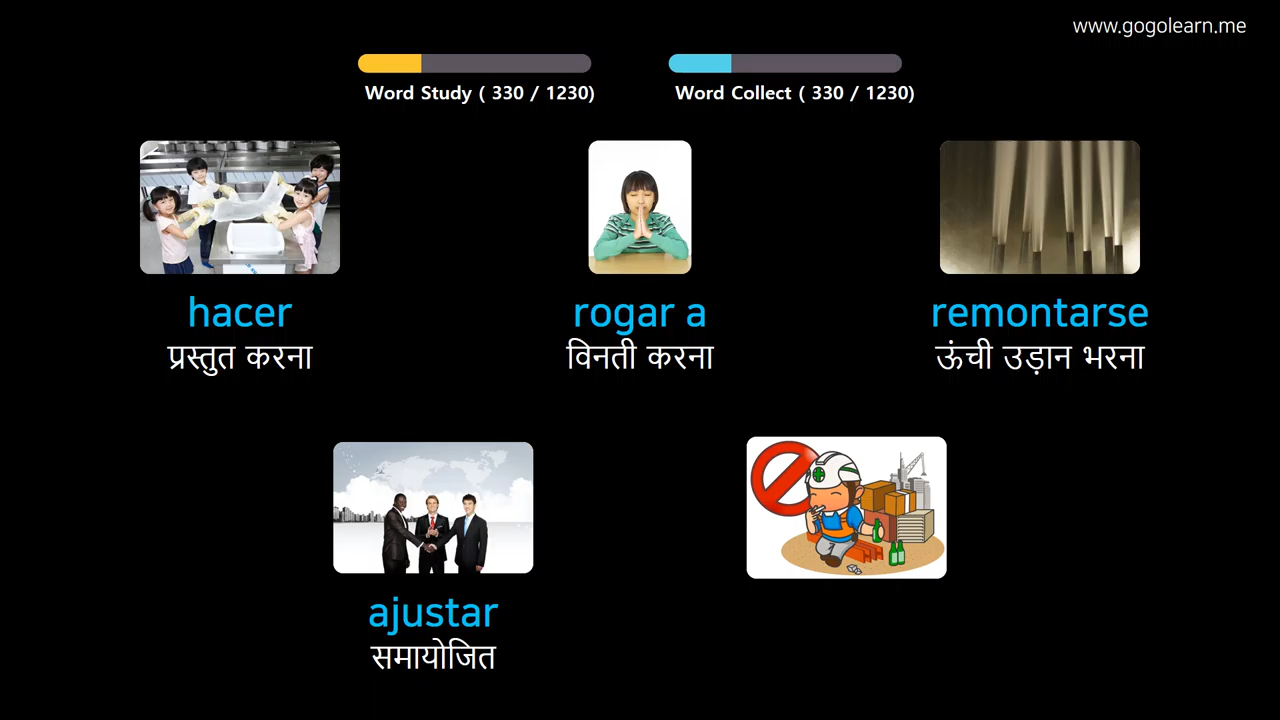 www.gogolearn.me
Word Study ( 330 / 1230)
Word Collect ( 330 / 1230)
hacer
प्रस्तुत करना
rogar a
विनती करना
remontarse
ऊंची उड़ान भरना
ajustar
समायोजित